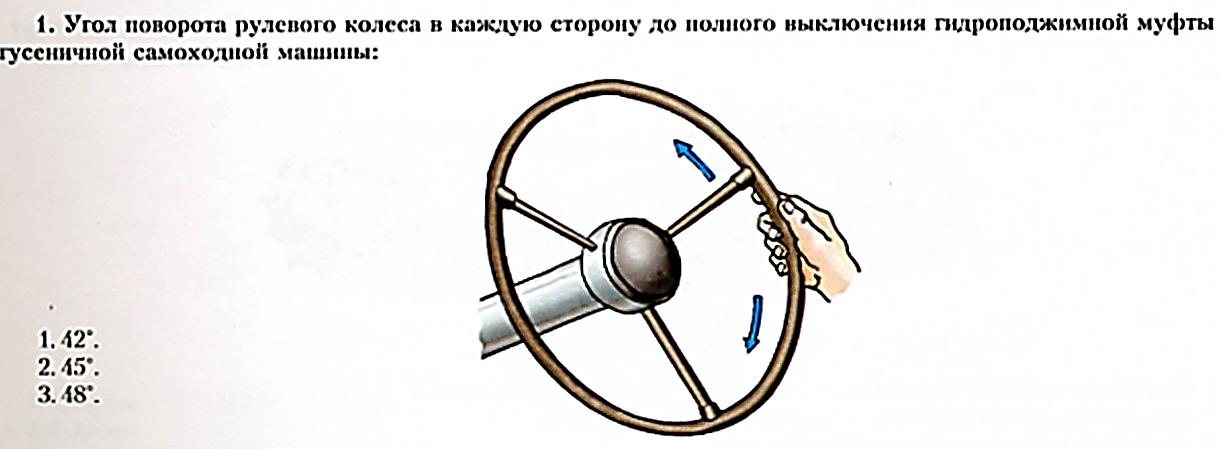 1. Угол поворота рулевого колеса в каждую сторону до полного выключения гидроподжимной муфты
гусеничной самоходной машины:
1. 42°.
2. 45°.
3. 48°.